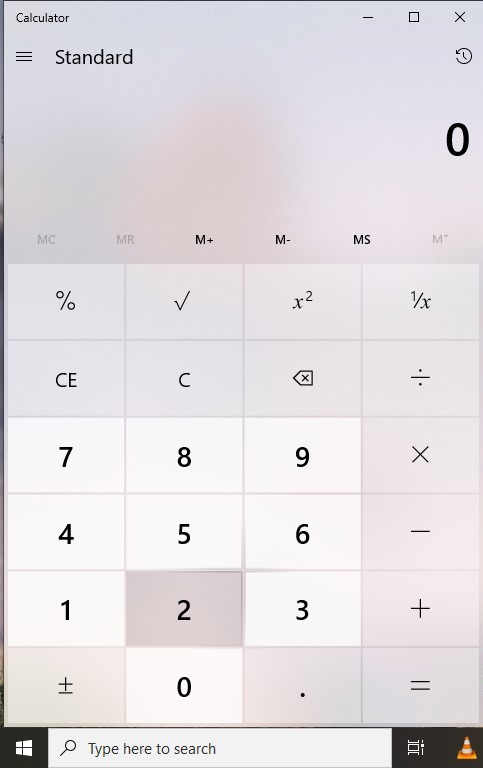 Calculator
Standard
0
MC MR M+ M- MS M˅
% √ x² ¹/x
CE C ÷
7 8 9 ×
4 5 6 −
1 2 3 +
± 0 . =
Type here to search